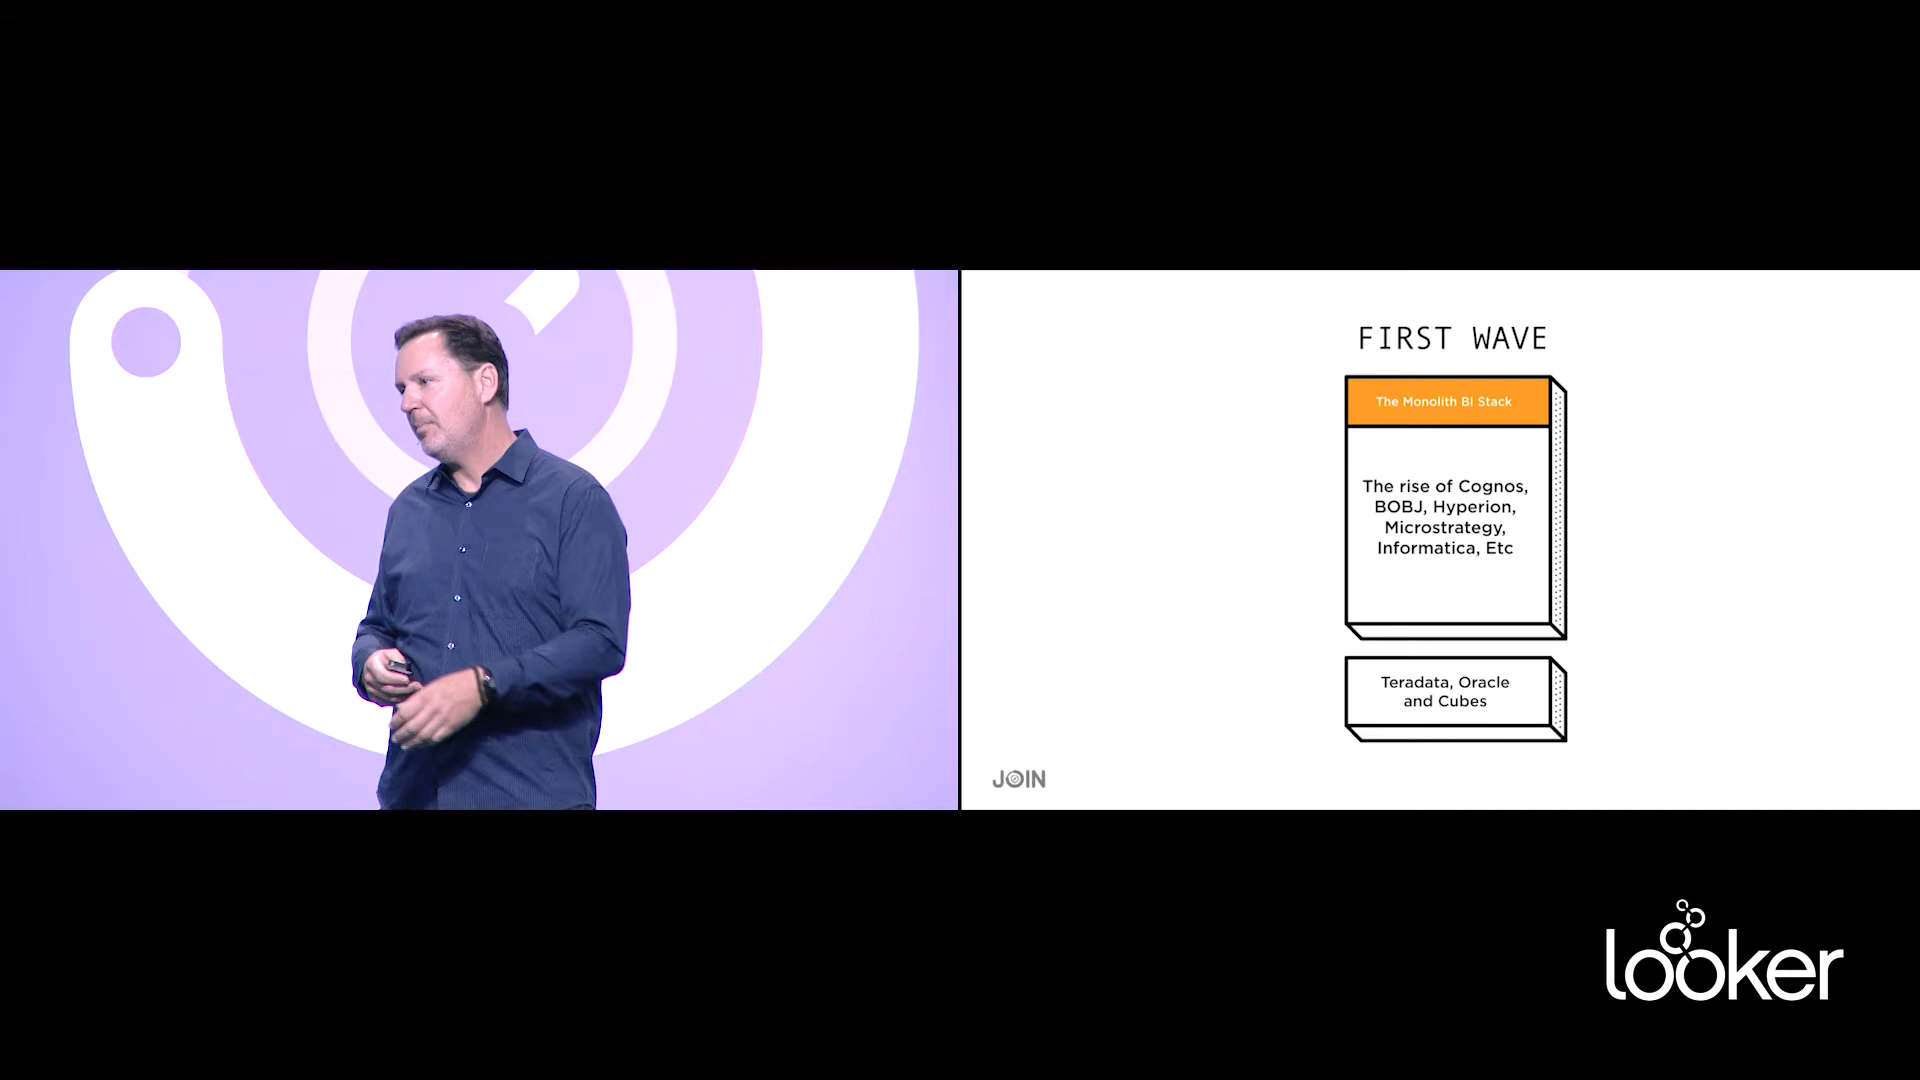 FIRST WAVE
The Monolith BI Stack
The rise of Cognos,
BOBJ, Hyperion,
Microstrategy,
Informatica, Etc
Teradata, Oracle
and Cubes
JOIN
looker